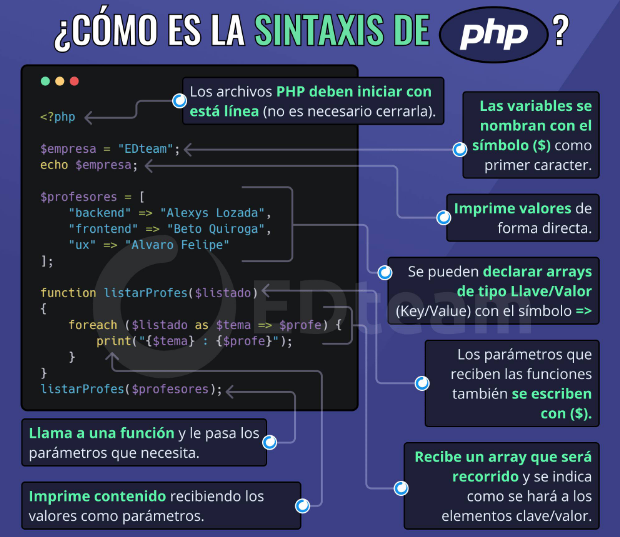 ¿CÓMO ES LA SINTAXIS DE php ?
Los archivos PHP deben iniciar con
está línea (no es necesario cerrarla).
<?php
$empresa = "EDteam";
echo $empresa;
$profesores = [
"backend" => "Alexys Lozada",
"frontend" => "Beto Quiroga",
"ux" => "Alvaro Felipe"
];
function listarProfes($listado)
{
foreach ($listado as $tema => $profe) {
print("{$tema} : {$profe}");
}
}
listarProfes($profesores);
Las variables se
nombran con el
símbolo ($) como
primer caracter.
Imprime valores de
forma directa.
Se pueden declarar arrays
de tipo Llave/Valor
(Key/Value) con el símbolo =>
Los parámetros que
reciben las funciones
también se escriben
con ($).
Llama a una función y le pasa los
parámetros que necesita.
Recibe un array que será
recorrido y se indica
como se hará a los
elementos clave/valor.
Imprime contenido recibiendo los
valores como parámetros.
EDteam